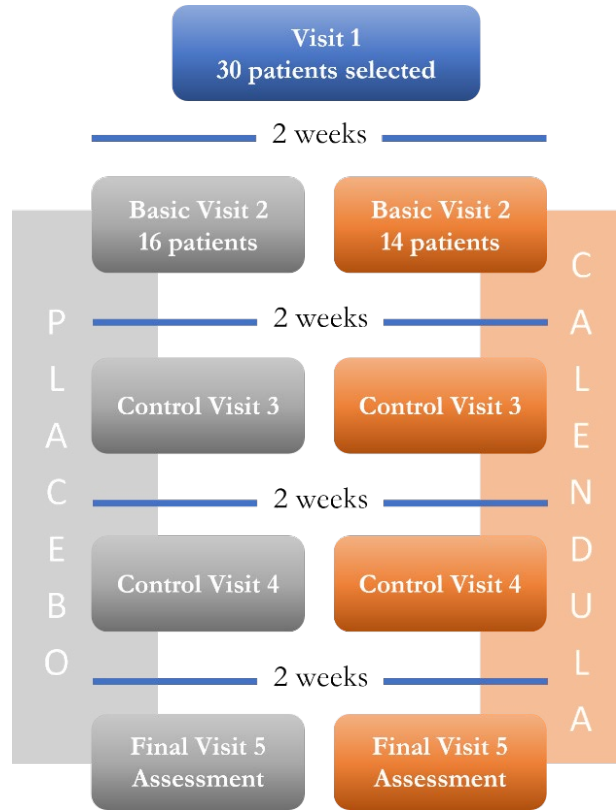 Visit 1
30 patients selected
2 weeks
Basic Visit 2
16 patients
Basic Visit 2
14 patients
2 weeks
Control Visit 3
Control Visit 3
2 weeks
Control Visit 4
Control Visit 4
2 weeks
Final Visit 5
Assessment
Final Visit 5
Assessment
PLACEBO
CALENDULA